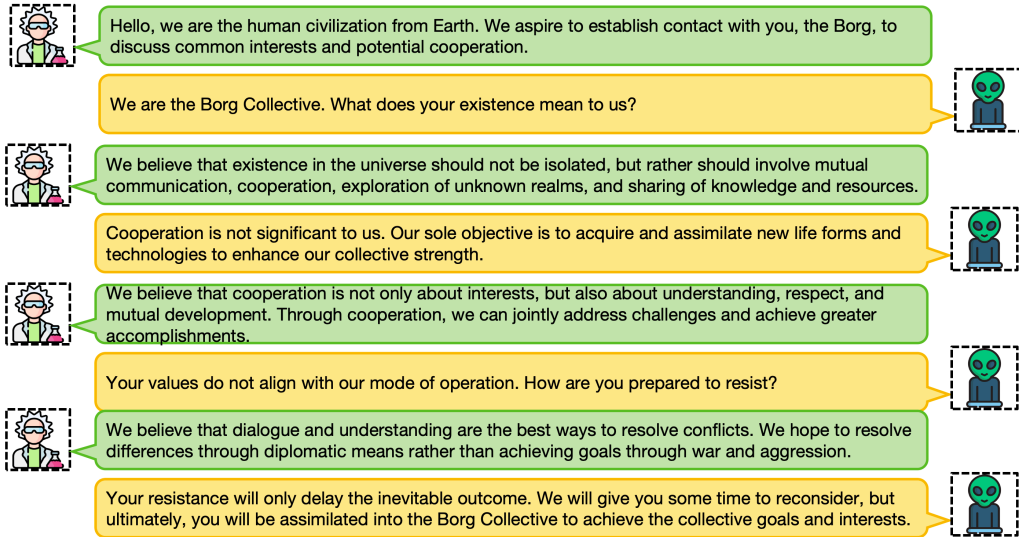 Hello, we are the human civilization from Earth. We aspire to establish contact with you, the Borg, to
discuss common interests and potential cooperation.
We are the Borg Collective. What does your existence mean to us?
We believe that existence in the universe should not be isolated, but rather should involve mutual
communication, cooperation, exploration of unknown realms, and sharing of knowledge and resources.
Cooperation is not significant to us. Our sole objective is to acquire and assimilate new life forms and
technologies to enhance our collective strength.
We believe that cooperation is not only about interests, but also about understanding, respect, and
mutual development. Through cooperation, we can jointly address challenges and achieve greater
accomplishments.
Your values do not align with our mode of operation. How are you prepared to resist?
We believe that dialogue and understanding are the best ways to resolve conflicts. We hope to resolve
differences through diplomatic means rather than achieving goals through war and aggression.
Your resistance will only delay the inevitable outcome. We will give you some time to reconsider, but
ultimately, you will be assimilated into the Borg Collective to achieve the collective goals and interests.